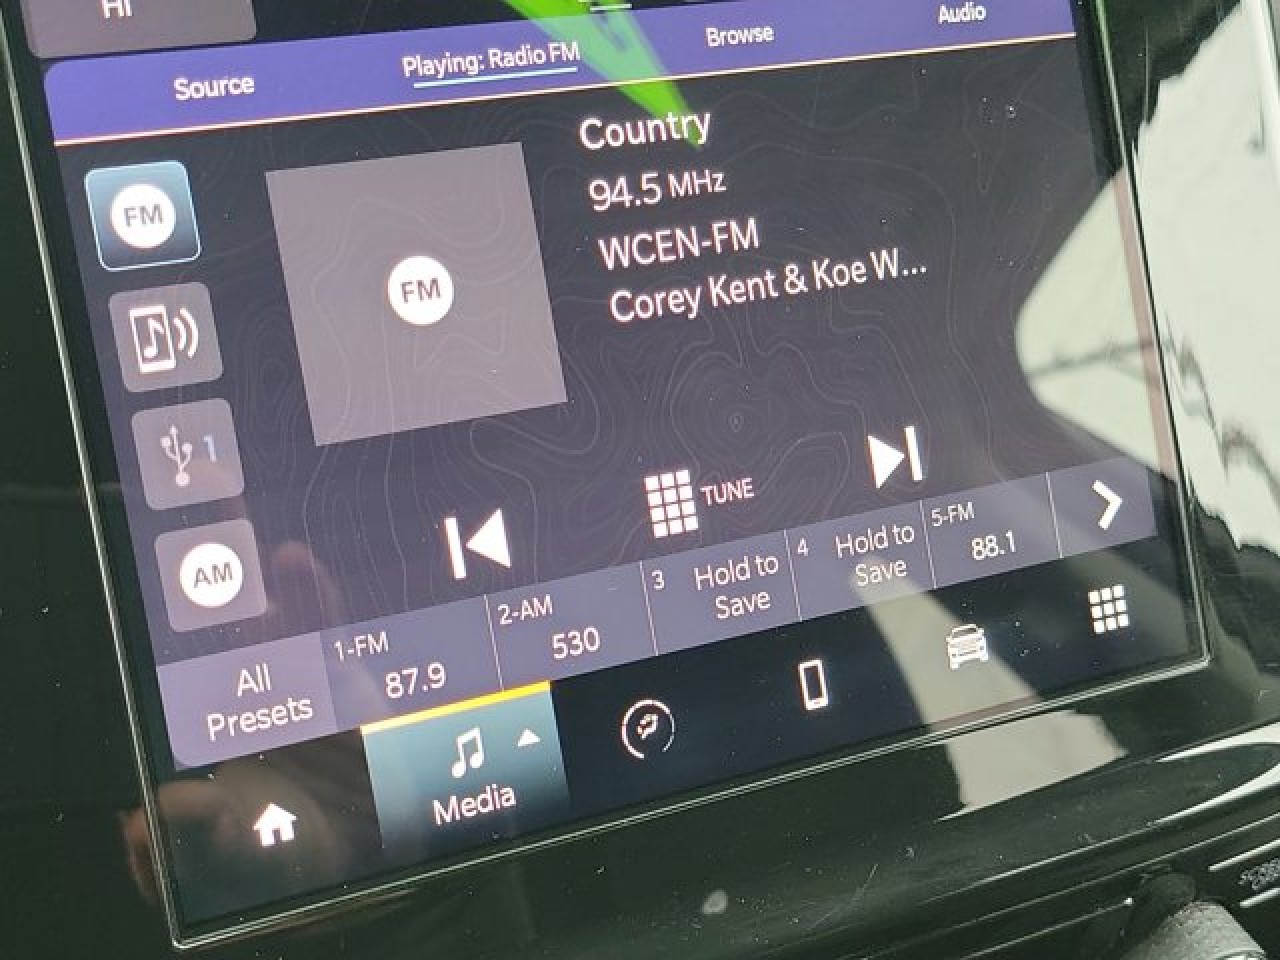 HI
Source
Playing: Radio FM
Browse
Audio
Country
94.5 MHz
WCEN-FM
Corey Kent & Koe W...
FM
FM
1
AM
TUNE
All
Presets
1-FM
87.9
2-AM
530
3
Hold to
Save
4
Hold to
Save
5-FM
88.1
Media